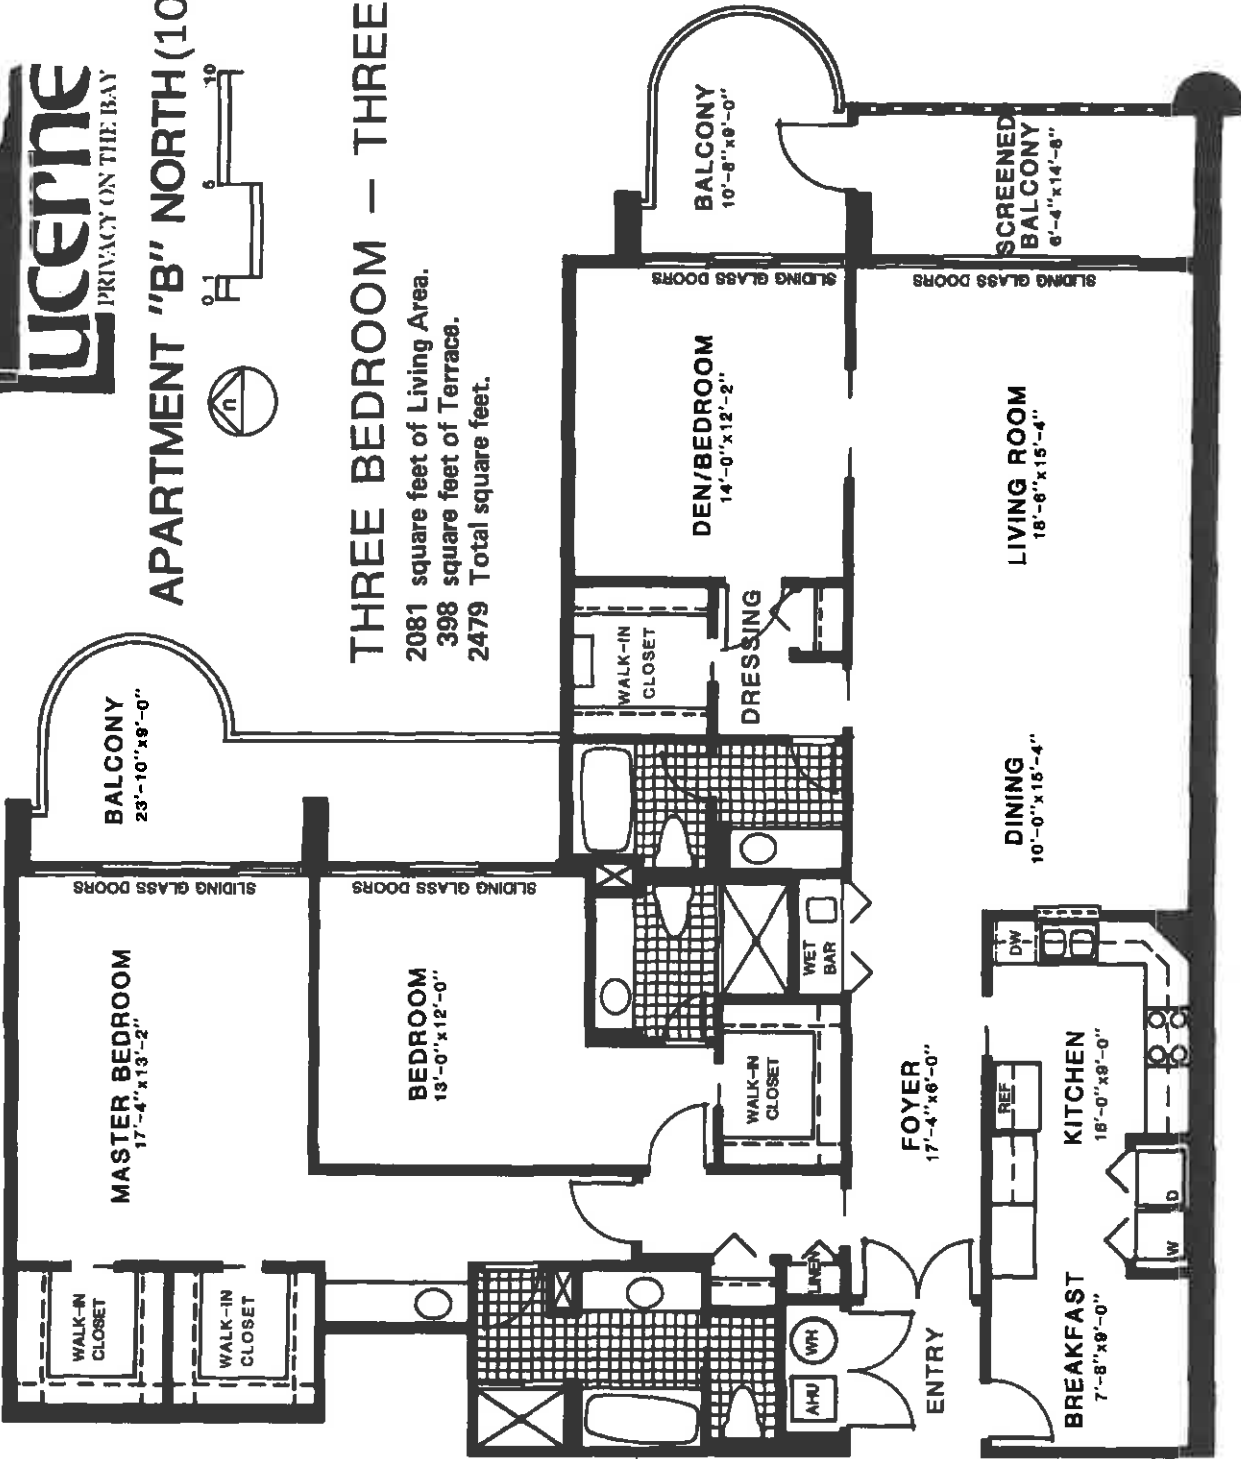 ucerne
PRIVACY ON THE BAY
APARTMENT "B" NORTH (10
0 1 5 10
n
THREE BEDROOM — THREE
2081 square feet of Living Area.
398 square feet of Terrace.
2479 Total square feet.
BALCONY
23'-10"x9'-0"
SLIDING GLASS DOORS
SLIDING GLASS DOORS
MASTER BEDROOM
17'-4"x13'-2"
BEDROOM
13'-0"x12'-0"
WALK-IN
CLOSET
WALK-IN
CLOSET
WALK-IN
CLOSET
WALK-IN
CLOSET
DRESSING
DEN/BEDROOM
14'-0"x12'-2"
SLIDING GLASS DOORS
BALCONY
10'-8"x9'-0"
SCREENED
BALCONY
6'-4"x14'-8"
SLIDING GLASS DOORS
LIVING ROOM
18'-6"x15'-4"
DINING
10'-0"x15'-4"
WET
BAR
FOYER
17'-4"x6'-0"
LINEN
WH
AHU
ENTRY
DW
REF
KITCHEN
16'-0"x9'-0"
D
W
BREAKFAST
7'-8"x9'-0"